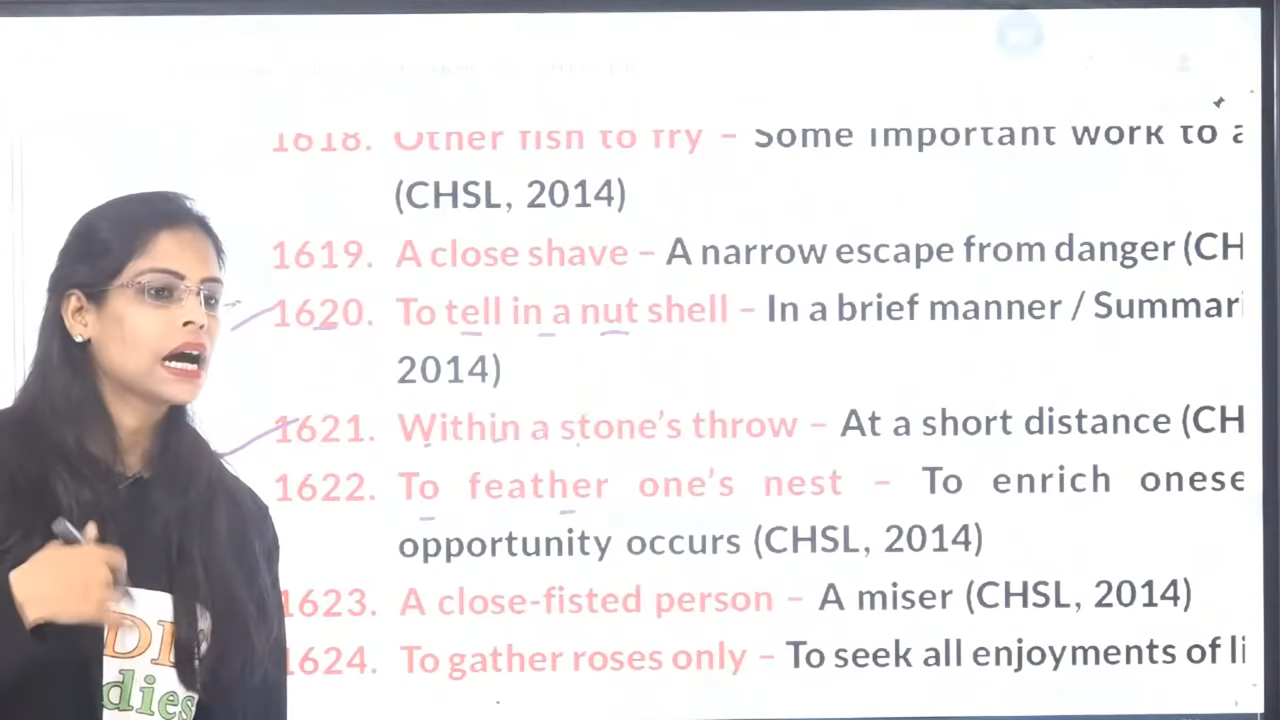 1618. Other fish to fry – Some important work to a
(CHSL, 2014)
1619. A close shave – A narrow escape from danger (CH
1620. To tell in a nut shell – In a brief manner / Summari
2014)
1621. Within a stone's throw – At a short distance (CH
1622. To feather one's nest – To enrich onese
opportunity occurs (CHSL, 2014)
1623. A close-fisted person – A miser (CHSL, 2014)
1624. To gather roses only – To seek all enjoyments of li
dies